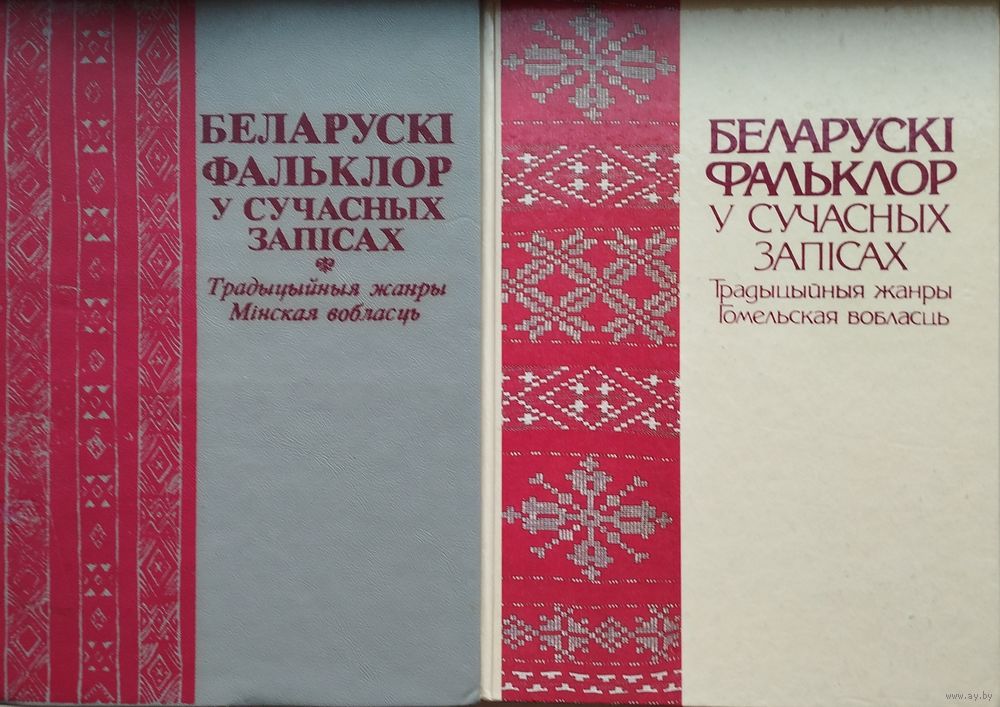 БЕЛАРУСКІ
ФАЛЬКЛОР
У СУЧАСНЫХ
ЗАПІСАХ
Традыцыйныя жанры
Мінская вобласць
БЕЛАРУСКІ
ФАЛЬКЛОР
У СУЧАСНЫХ
ЗАПІСАХ
Традыцыйныя жанры
Гомельская вобласць
www.ay.by